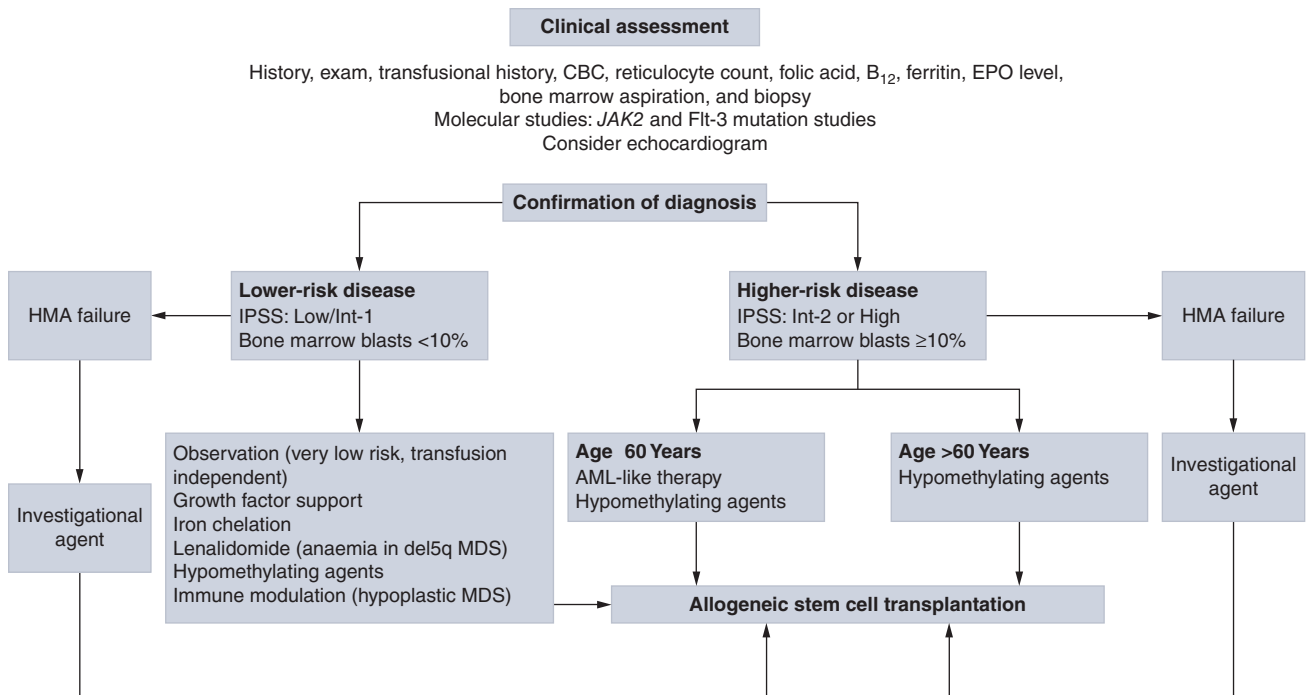 Clinical assessment
History, exam, transfusional history, CBC, reticulocyte count, folic acid, B12, ferritin, EPO level,
bone marrow aspiration, and biopsy
Molecular studies: JAK2 and Flt-3 mutation studies
Consider echocardiogram
Confirmation of diagnosis
HMA failure
Lower-risk disease
IPSS: Low/Int-1
Bone marrow blasts <10%
Higher-risk disease
IPSS: Int-2 or High
Bone marrow blasts ≥10%
HMA failure
Investigational
agent
Observation (very low risk, transfusion
independent)
Growth factor support
Iron chelation
Lenalidomide (anaemia in del5q MDS)
Hypomethylating agents
Immune modulation (hypoplastic MDS)
Age 60 Years
AML-like therapy
Hypomethylating agents
Age >60 Years
Hypomethylating agents
Investigational
agent
Allogeneic stem cell transplantation